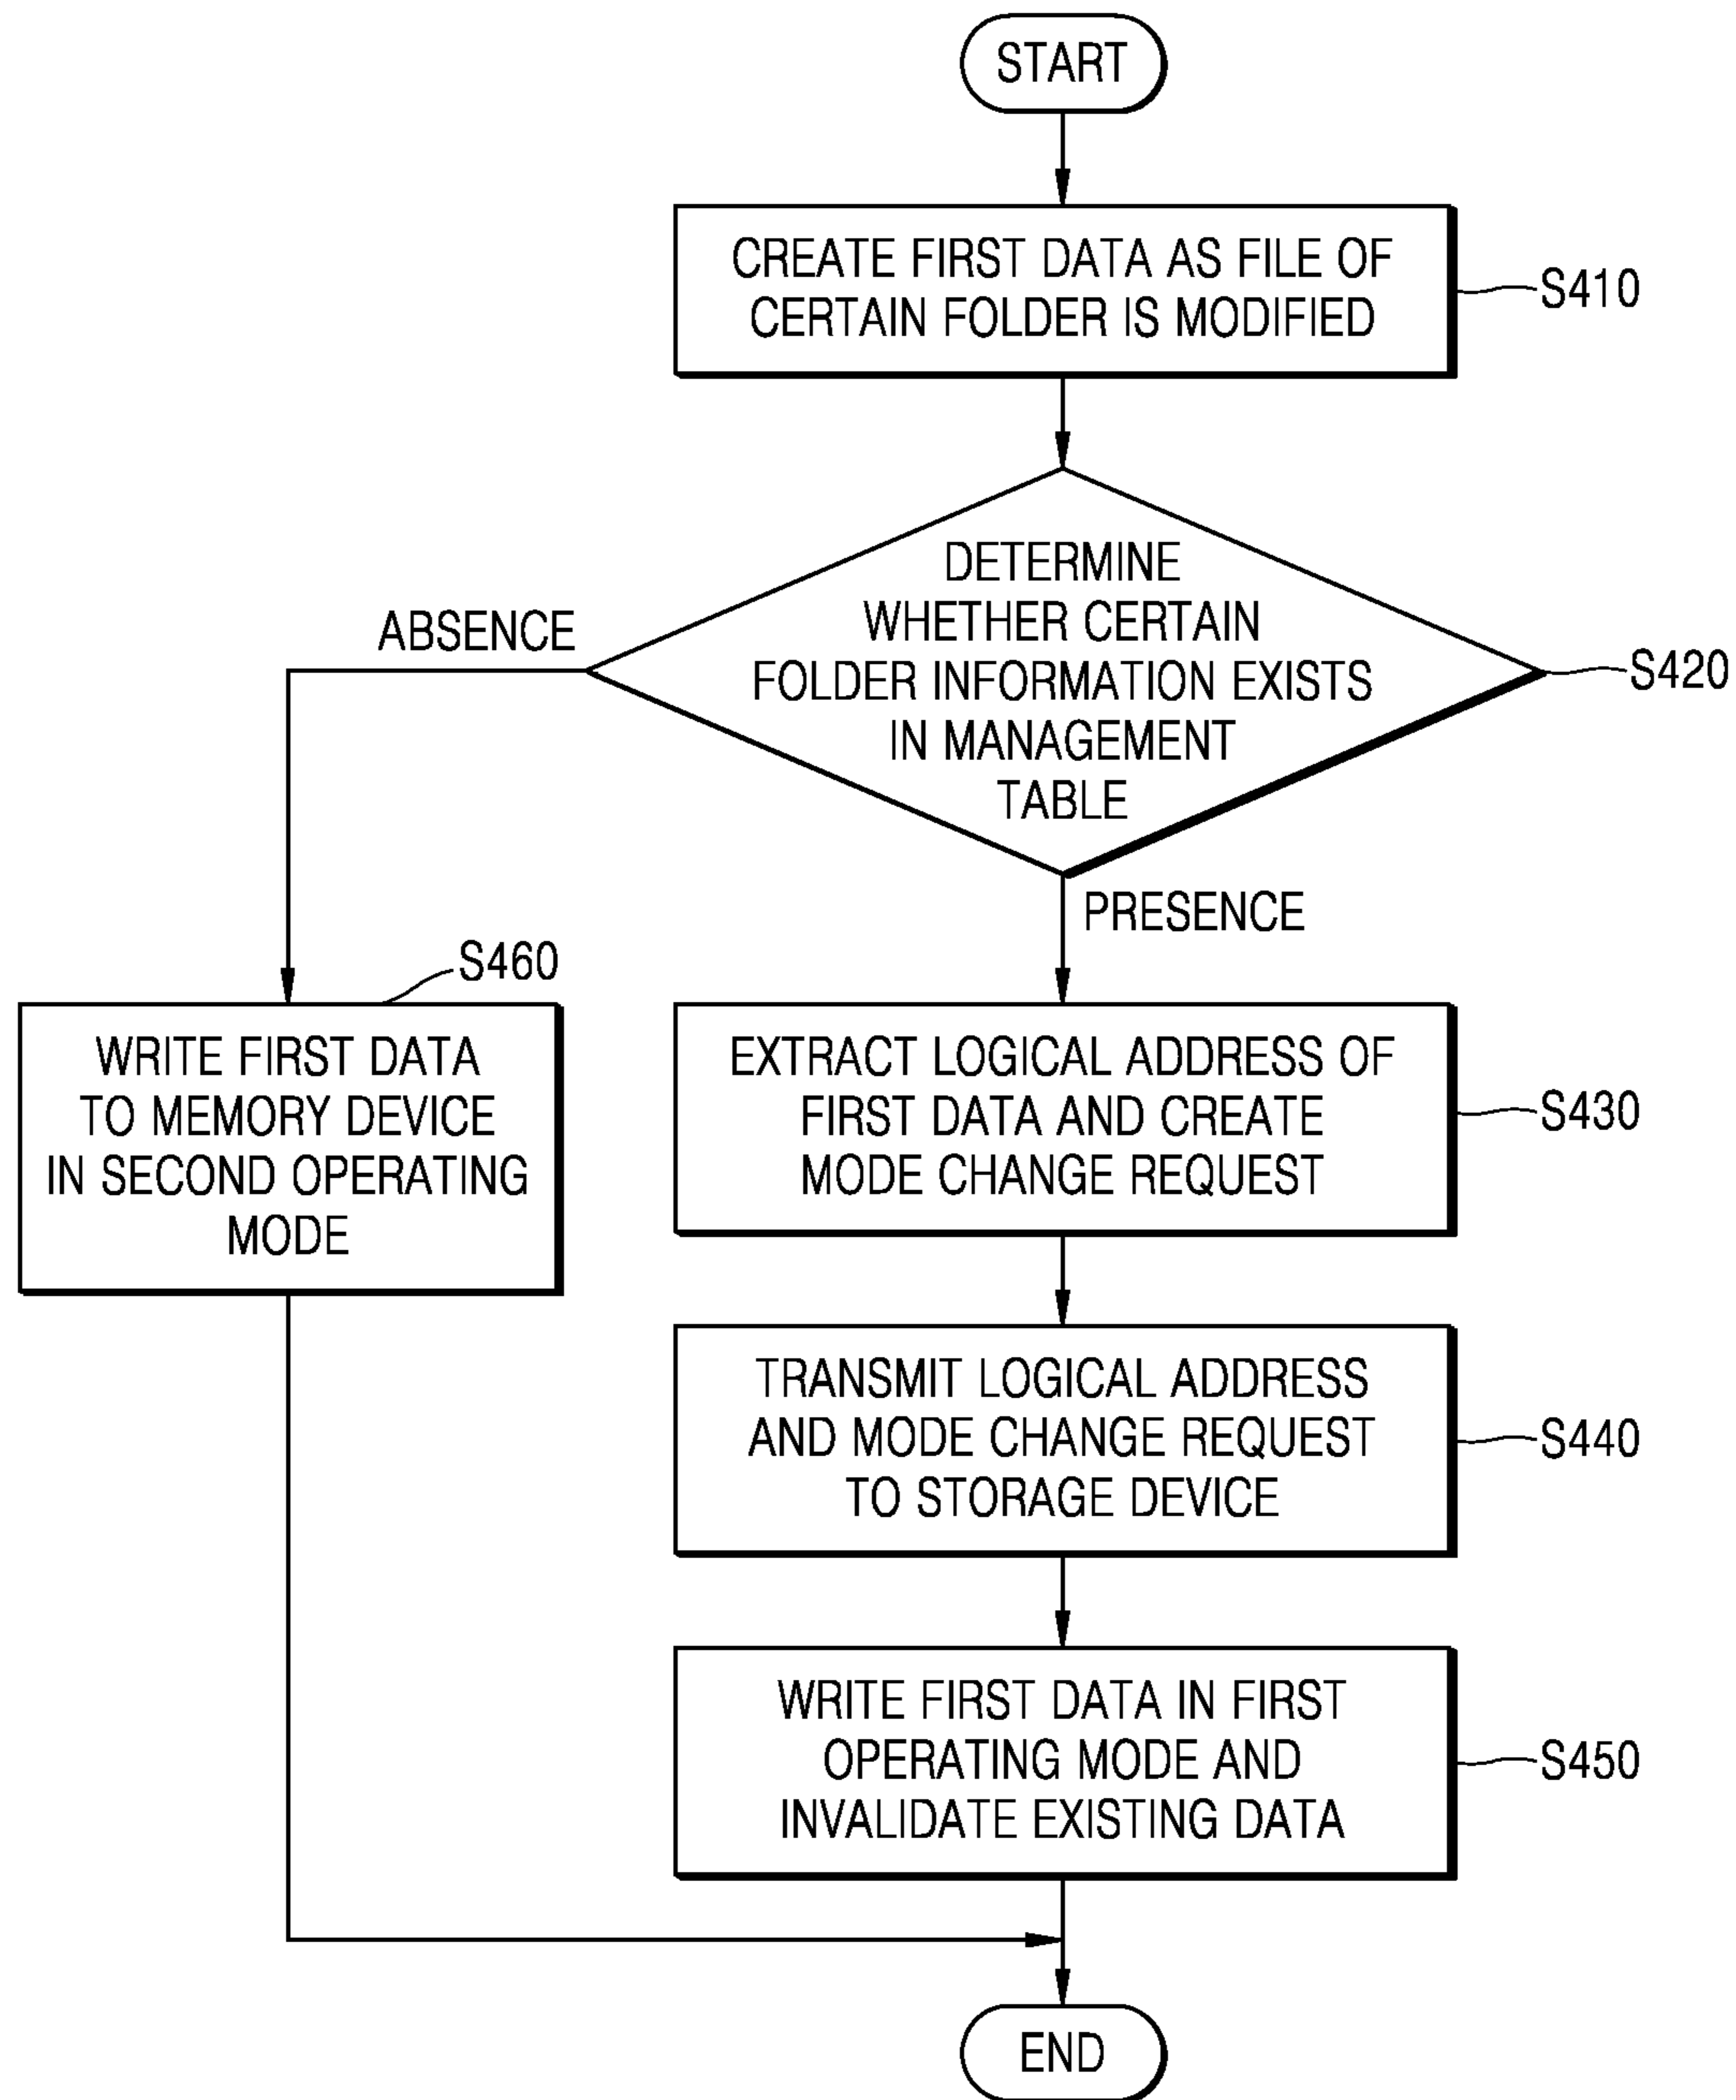 START
CREATE FIRST DATA AS FILE OF
CERTAIN FOLDER IS MODIFIED
S410
DETERMINE
WHETHER CERTAIN
FOLDER INFORMATION EXISTS
IN MANAGEMENT
TABLE
S420
ABSENCE
PRESENCE
S460
WRITE FIRST DATA
TO MEMORY DEVICE
IN SECOND OPERATING
MODE
EXTRACT LOGICAL ADDRESS OF
FIRST DATA AND CREATE
MODE CHANGE REQUEST
S430
TRANSMIT LOGICAL ADDRESS
AND MODE CHANGE REQUEST
TO STORAGE DEVICE
S440
WRITE FIRST DATA IN FIRST
OPERATING MODE AND
INVALIDATE EXISTING DATA
S450
END